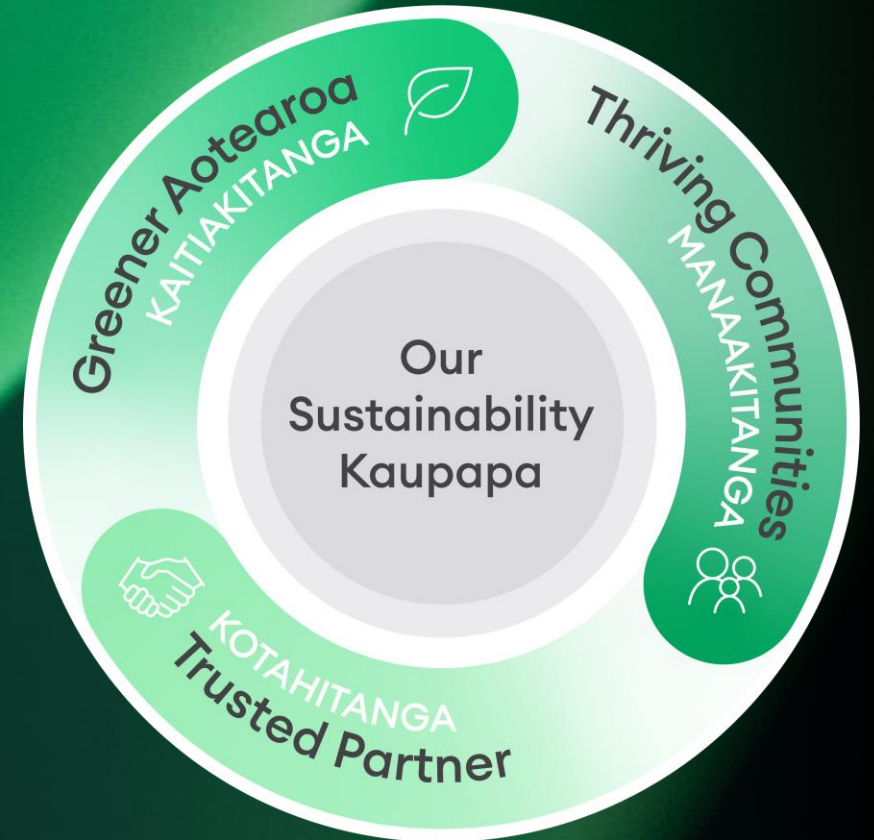 Our
Sustainability
Kaupapa
Greener Aotearoa
KAITIAKITANGA
Thriving Communities
MANAAKITANGA
KOTAHITANGA
Trusted Partner